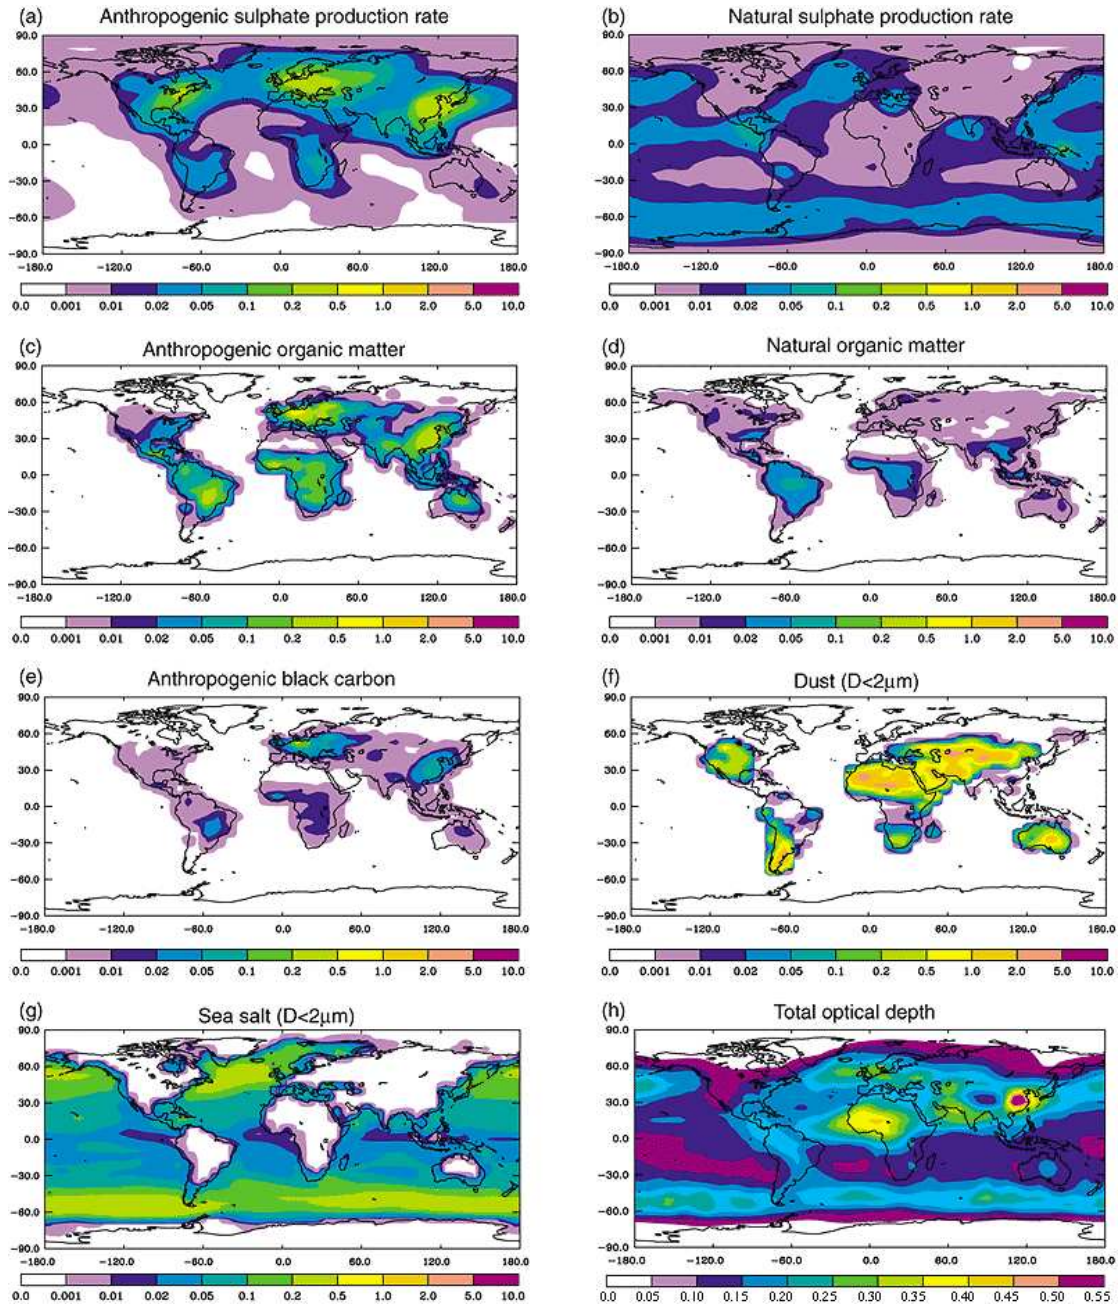 (a) Anthropogenic sulphate production rate
90.0
60.0
30.0
0.0
−30.0
−60.0
−90.0
−180.0 −120.0 −60.0 0.0 60.0 120.0 180.0
0.0 0.001 0.01 0.02 0.05 0.1 0.2 0.5 1.0 2.0 5.0 10.0
(b) Natural sulphate production rate
90.0
60.0
30.0
0.0
−30.0
−60.0
−90.0
−180.0 −120.0 −60.0 0.0 60.0 120.0 180.0
0.0 0.001 0.01 0.02 0.05 0.1 0.2 0.5 1.0 2.0 5.0 10.0
(c) Anthropogenic organic matter
90.0
60.0
30.0
0.0
−30.0
−60.0
−90.0
−180.0 −120.0 −60.0 0.0 60.0 120.0 180.0
0.0 0.001 0.01 0.02 0.05 0.1 0.2 0.5 1.0 2.0 5.0 10.0
(d) Natural organic matter
90.0
60.0
30.0
0.0
−30.0
−60.0
−90.0
−180.0 −120.0 −60.0 0.0 60.0 120.0 180.0
0.0 0.001 0.01 0.02 0.05 0.1 0.2 0.5 1.0 2.0 5.0 10.0
(e) Anthropogenic black carbon
90.0
60.0
30.0
0.0
−30.0
−60.0
−90.0
−180.0 −120.0 −60.0 0.0 60.0 120.0 180.0
0.0 0.001 0.01 0.02 0.05 0.1 0.2 0.5 1.0 2.0 5.0 10.0
(f) Dust (D<2μm)
90.0
60.0
30.0
0.0
−30.0
−60.0
−90.0
−180.0 −120.0 −60.0 0.0 60.0 120.0 180.0
0.0 0.001 0.01 0.02 0.05 0.1 0.2 0.5 1.0 2.0 5.0 10.0
(g) Sea salt (D<2μm)
90.0
60.0
30.0
0.0
−30.0
−60.0
−90.0
−180.0 −120.0 −60.0 0.0 60.0 120.0 180.0
0.0 0.001 0.01 0.02 0.05 0.1 0.2 0.5 1.0 2.0 5.0 10.0
(h) Total optical depth
90.0
60.0
30.0
0.0
−30.0
−60.0
−90.0
−180.0 −120.0 −60.0 0.0 60.0 120.0 180.0
0.0 0.05 0.10 0.15 0.20 0.25 0.30 0.35 0.40 0.45 0.50 0.55